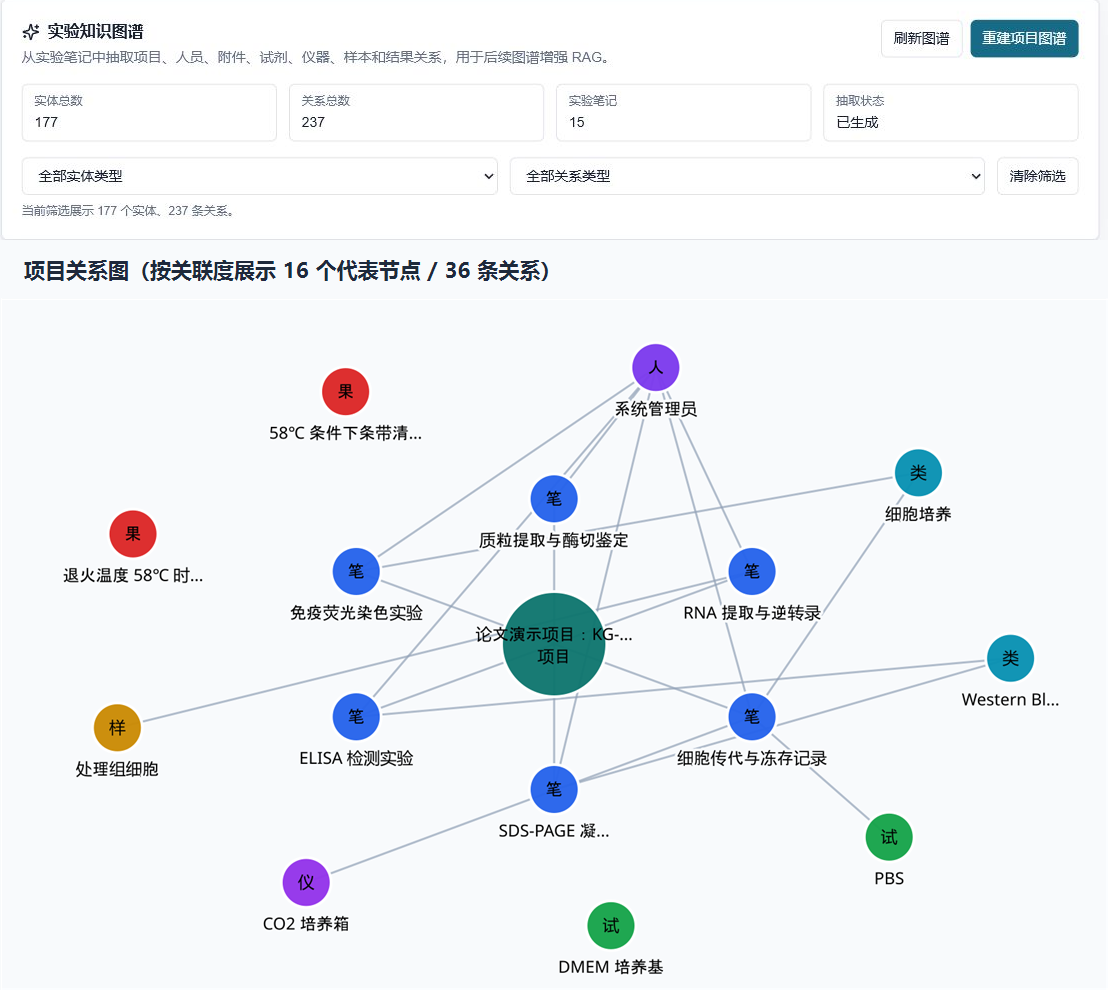 实验知识图谱
刷新图谱
重建项目图谱
从实验笔记中抽取项目、人员、附件、试剂、仪器、样本和结果关系，用于后续图谱增强 RAG。
实体总数
177
关系总数
237
实验笔记
15
抽取状态
已生成
全部实体类型
全部关系类型
清除筛选
当前筛选展示 177 个实体、237 条关系。
项目关系图（按关联度展示 16 个代表节点 / 36 条关系）
人
系统管理员
果
58℃ 条件下条带清...
类
细胞培养
笔
质粒提取与酶切鉴定
果
退火温度 58℃ 时...
笔
免疫荧光染色实验
笔
RNA 提取与逆转录
论文演示项目：KG-...
项目
类
Western Bl...
样
处理组细胞
笔
ELISA 检测实验
笔
细胞传代与冻存记录
笔
SDS-PAGE 凝...
试
PBS
仪
CO2 培养箱
试
DMEM 培养基